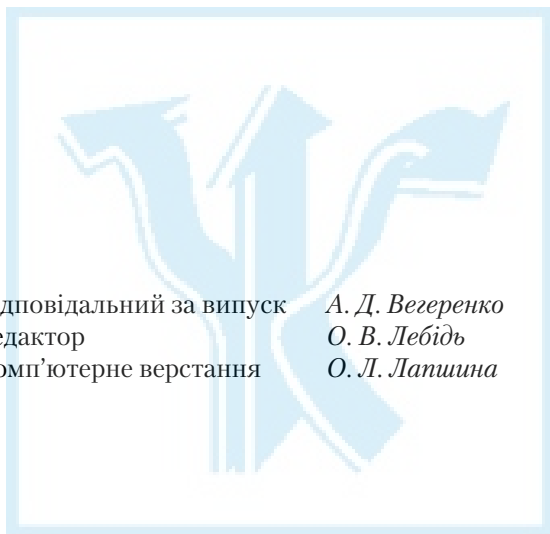 дповідальний за випуск А. Д. Вегеренко
едактор О. В. Лебідь
омп’ютерне верстання О. Л. Лапшина